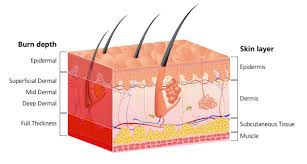 Burn depth
Epidermal
Superficial Dermal
Mid Dermal
Deep Dermal
Full Thickness
Skin layer
Epidermis
Dermis
Subcutaneous Tissue
Muscle